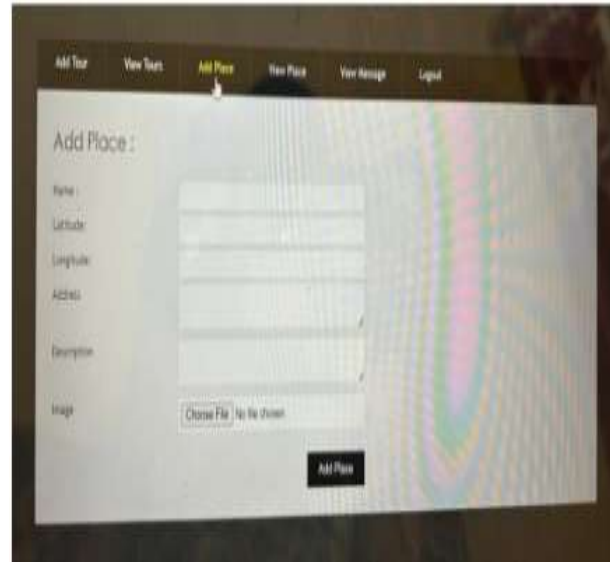 Add Tour View Tours Add Place View Place View Message Logout
Add Place :
Name :
Latitude:
Longitude:
Address
Description
Image
Choose File No file chosen
Add Place